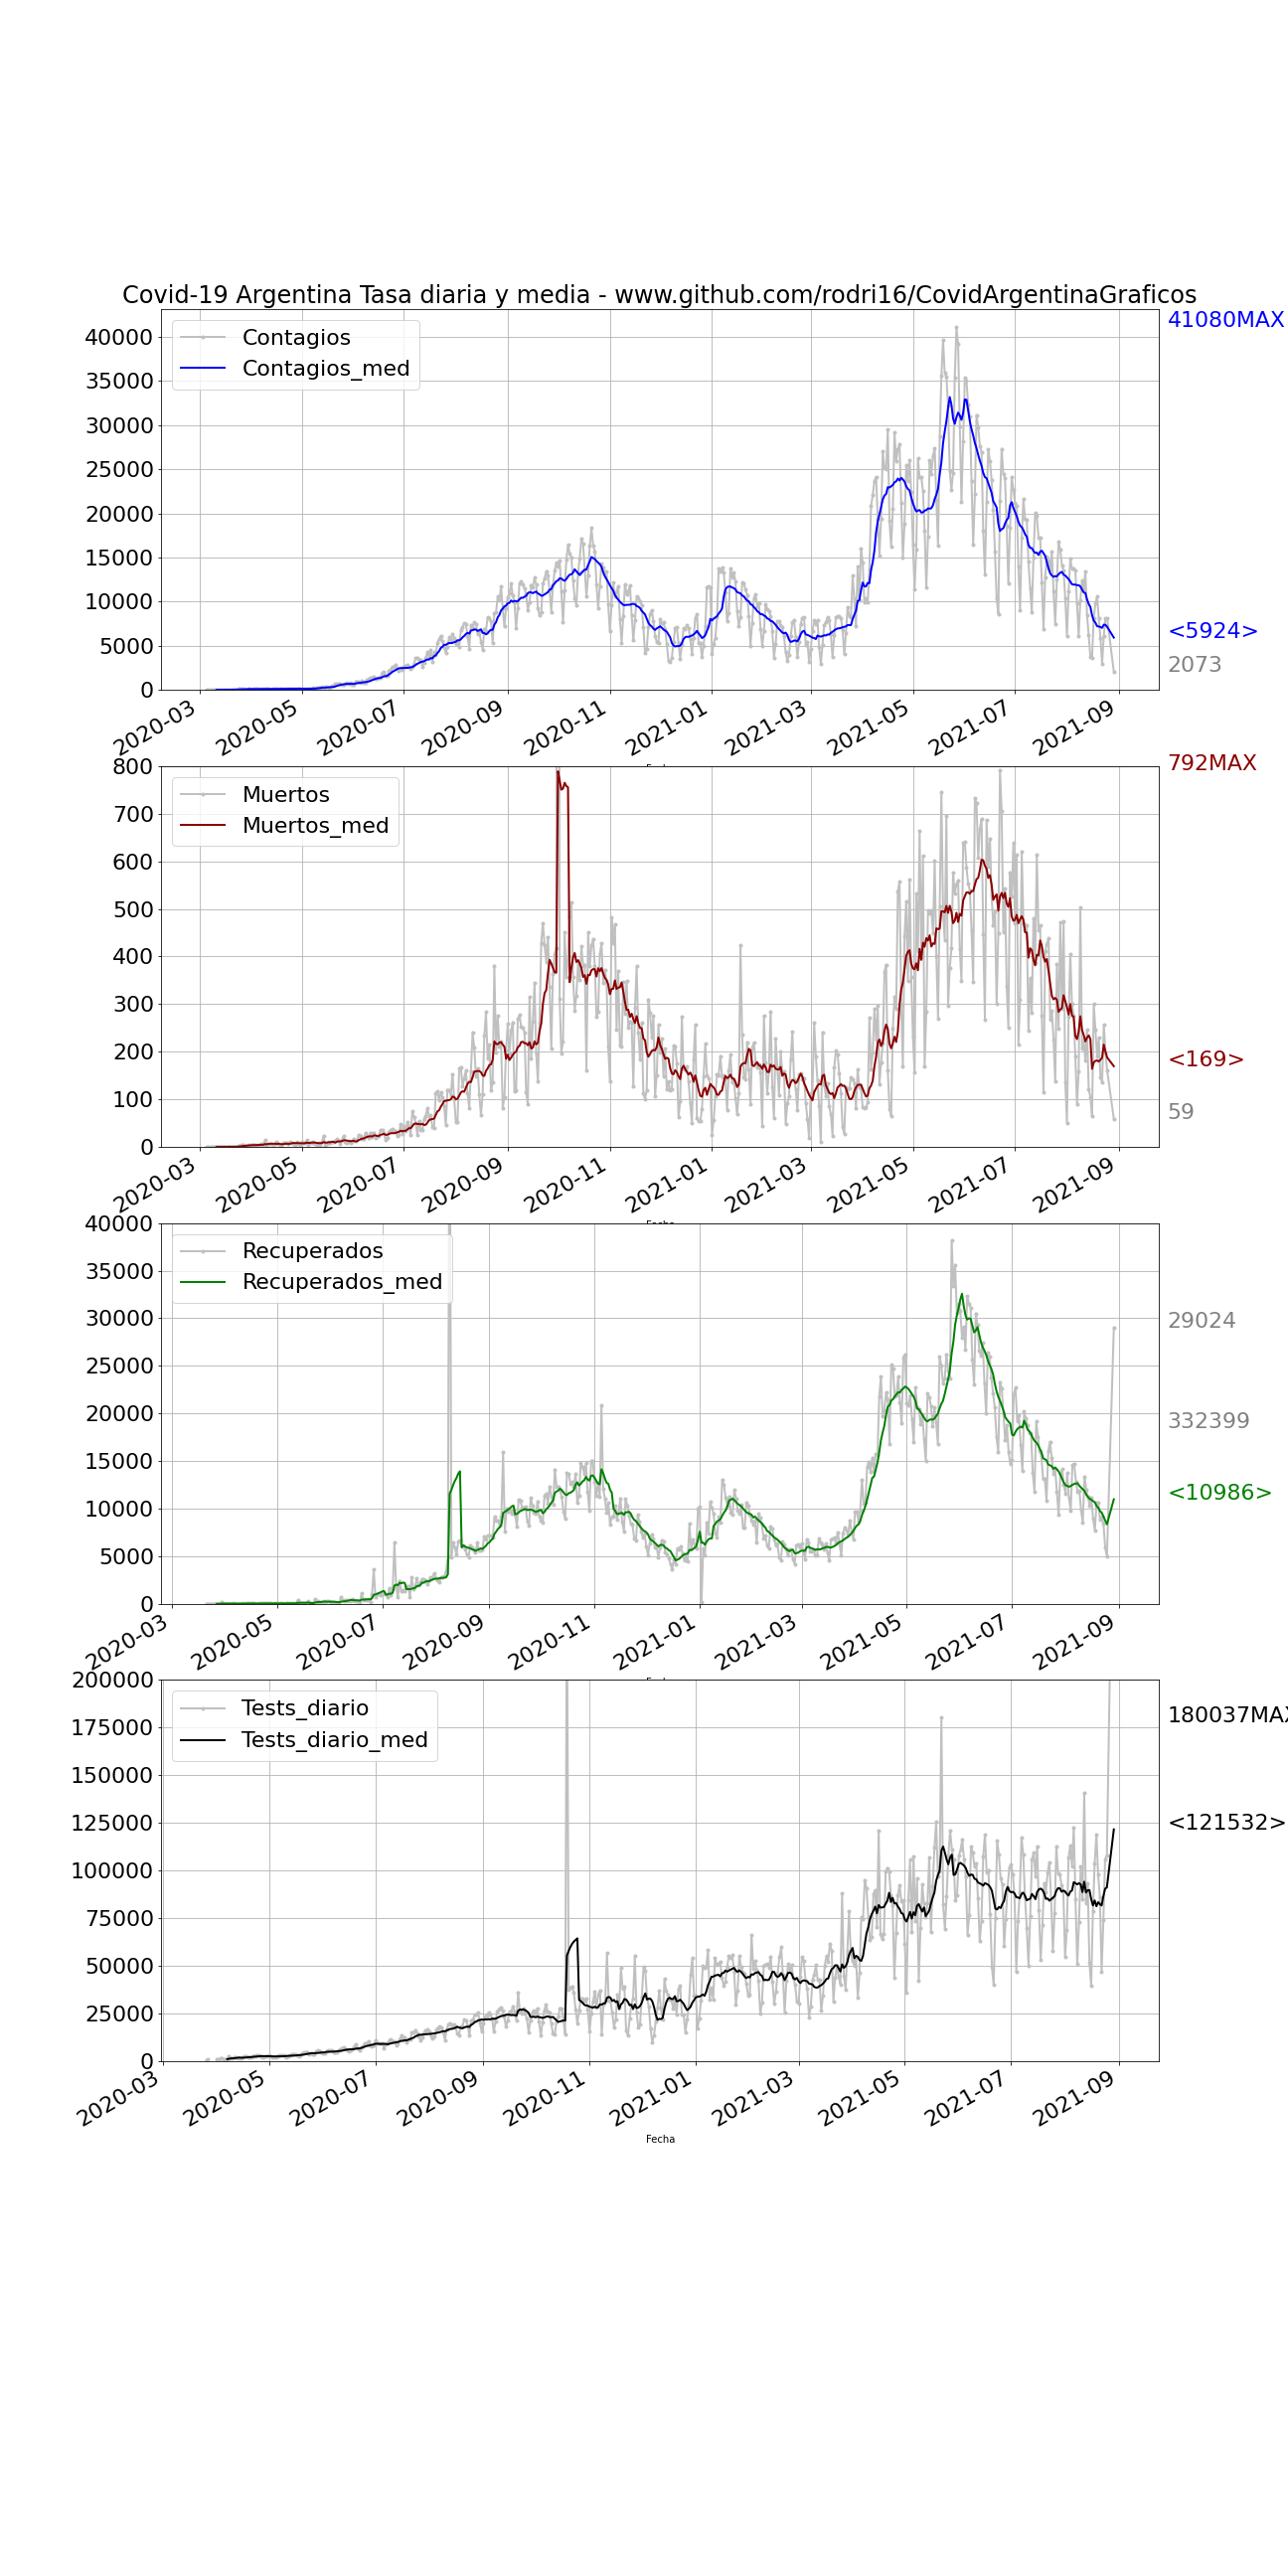 Covid-19 Argentina Tasa diaria y media - www.github.com/rodri16/CovidArgentinaGraficos
41080MAX
Contagios
Contagios_med
40000
35000
30000
25000
20000
15000
10000
5000
0
<5924>
2073
2020-03 2020-05 2020-07 2020-09 2020-11 2021-01 2021-03 2021-05 2021-07 2021-09
792MAX
Muertos
Muertos_med
800
700
600
500
400
300
200
100
0
<169>
59
2020-03 2020-05 2020-07 2020-09 2020-11 2021-01 2021-03 2021-05 2021-07 2021-09
Recuperados
Recuperados_med
40000
35000
30000
25000
20000
15000
10000
5000
0
29024
332399
<10986>
2020-03 2020-05 2020-07 2020-09 2020-11 2021-01 2021-03 2021-05 2021-07 2021-09
Tests_diario
Tests_diario_med
200000
175000
150000
125000
100000
75000
50000
25000
0
180037MAX
<121532>
2020-03 2020-05 2020-07 2020-09 2020-11 2021-01 2021-03 2021-05 2021-07 2021-09
Fecha